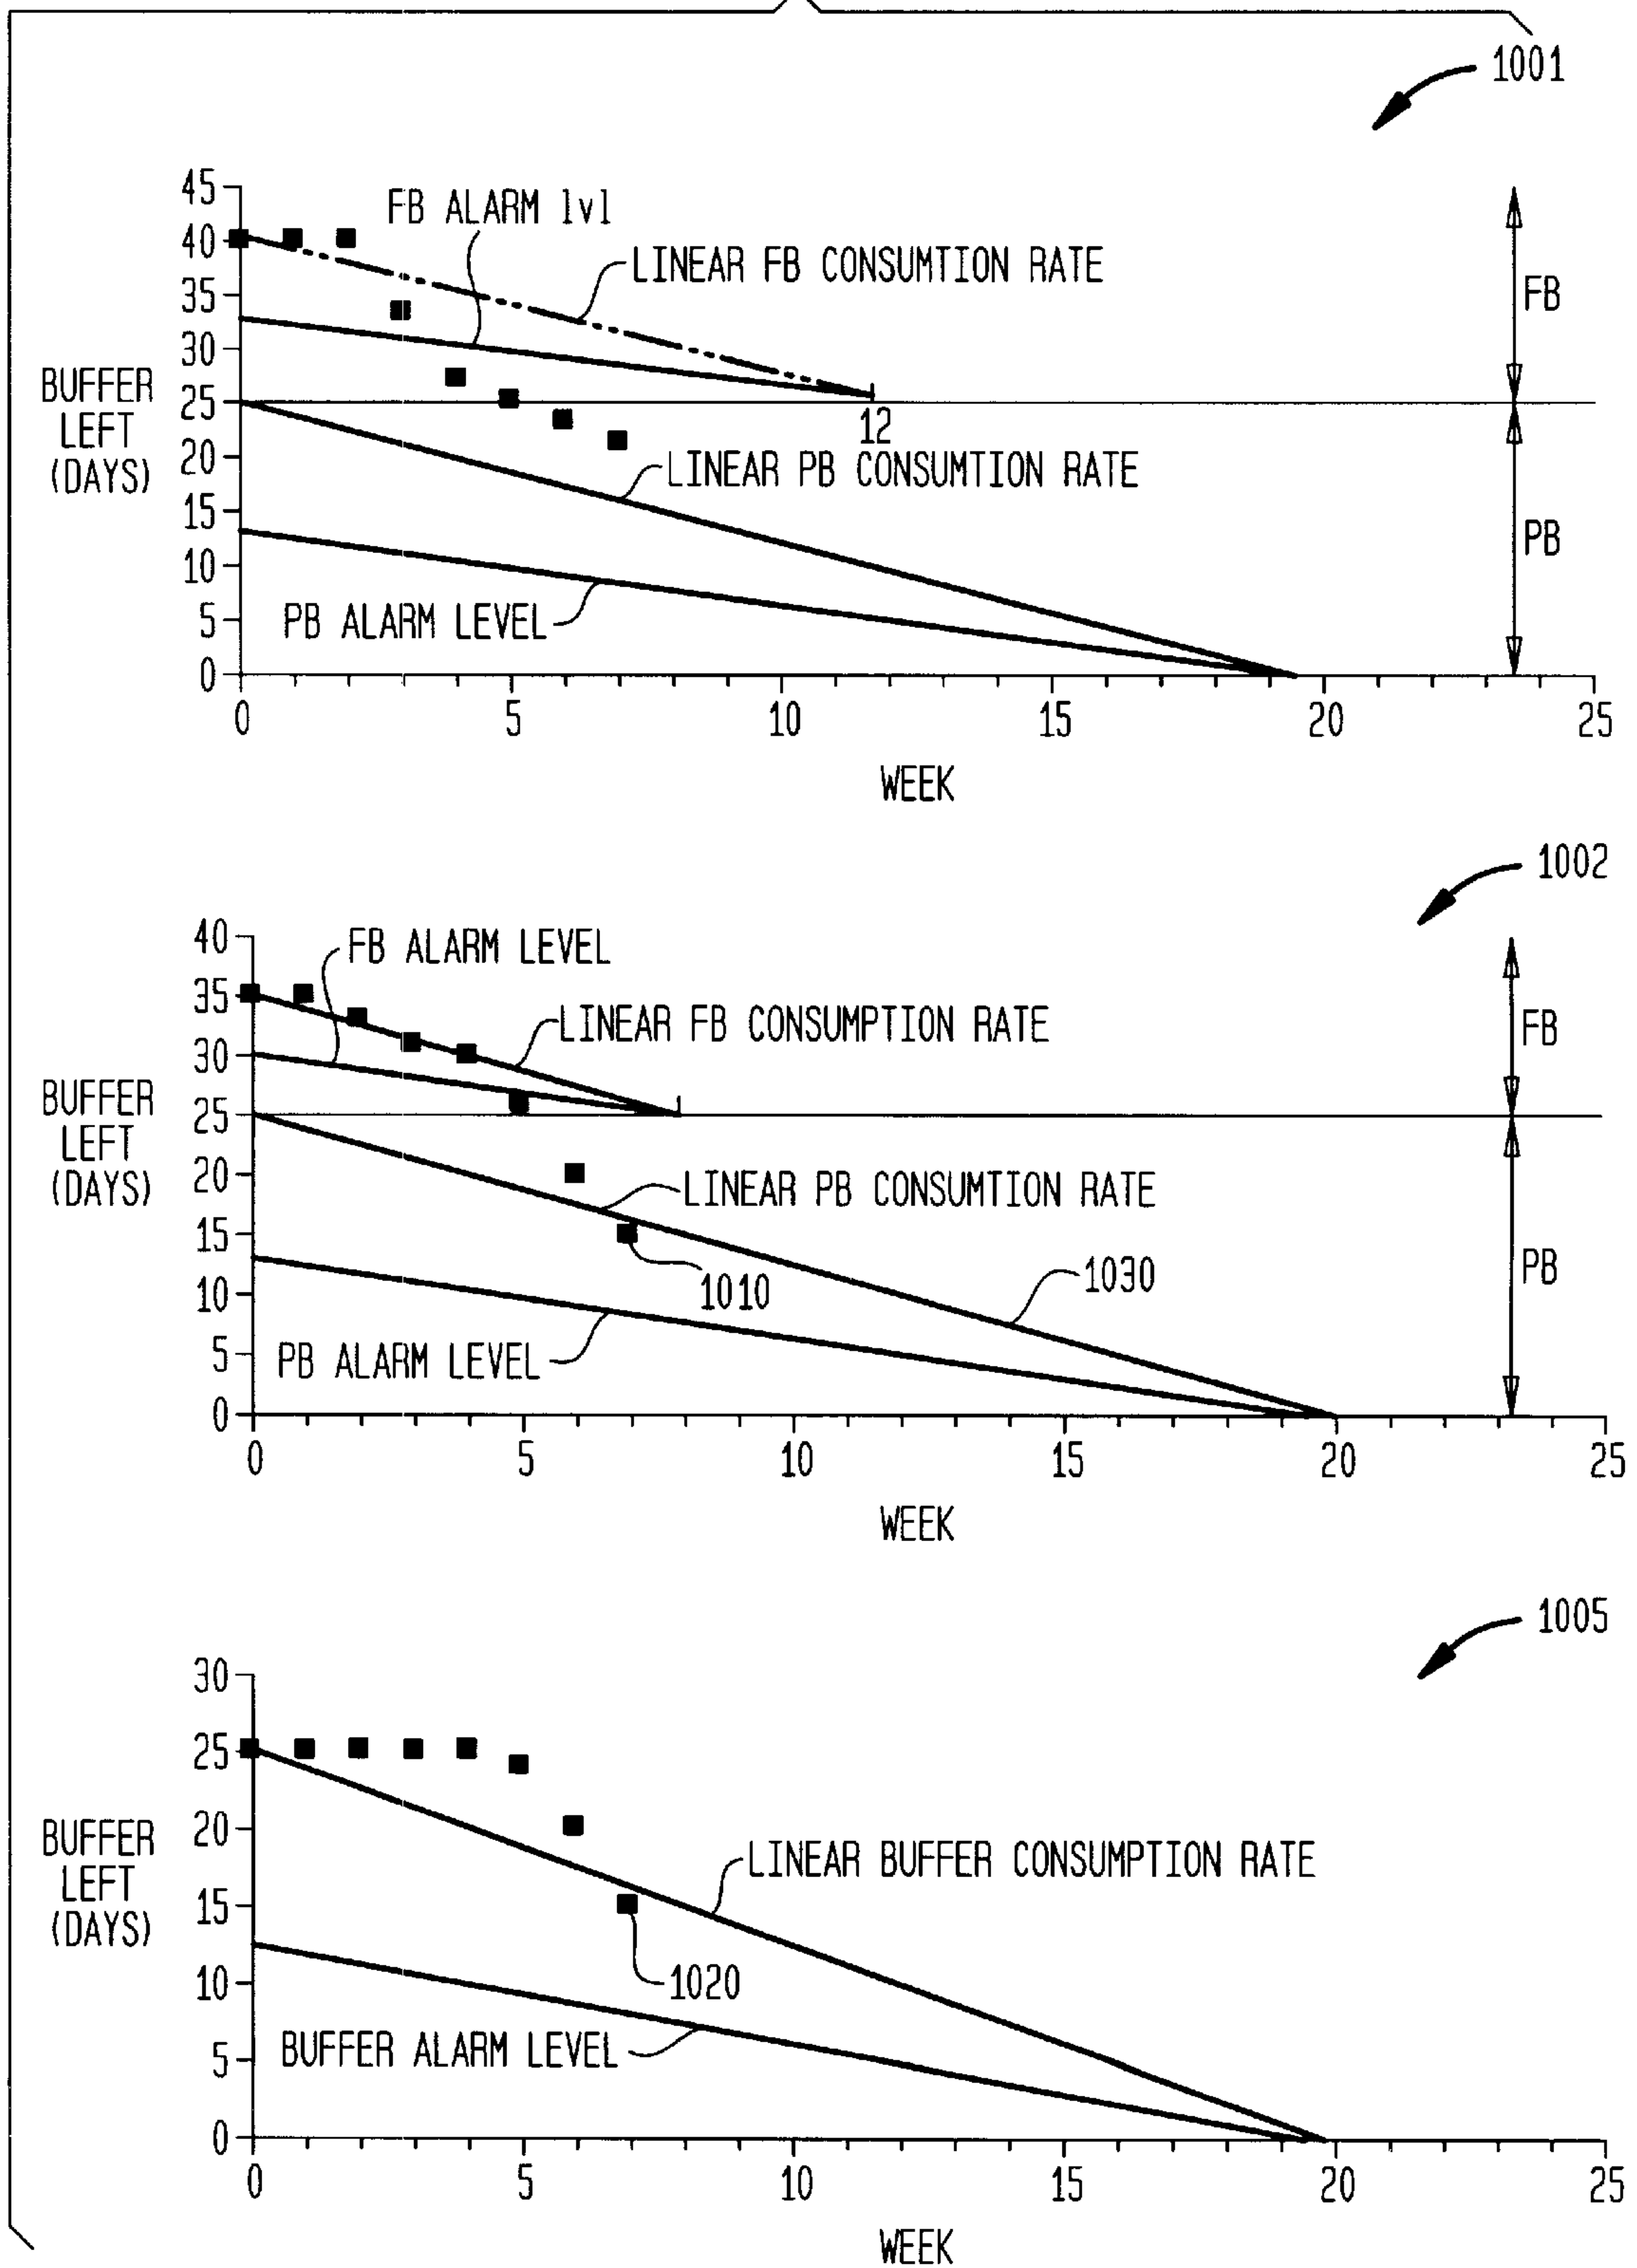 1001
45
FB ALARM lvl
40
LINEAR FB CONSUMTION RATE
35
FB
30
BUFFER
LEFT
(DAYS)
25
12
20
LINEAR PB CONSUMTION RATE
15
PB
10
PB ALARM LEVEL
5
0
0 5 10 15 20 25
WEEK
1002
40
FB ALARM LEVEL
35
LINEAR FB CONSUMPTION RATE
FB
30
BUFFER
LEFT
(DAYS)
25
20
LINEAR PB CONSUMTION RATE
15
1010
1030
PB
10
PB ALARM LEVEL
5
0
0 5 10 15 20 25
WEEK
1005
30
25
BUFFER
LEFT
(DAYS)
20
LINEAR BUFFER CONSUMPTION RATE
15
1020
10
BUFFER ALARM LEVEL
5
0
0 5 10 15 20 25
WEEK